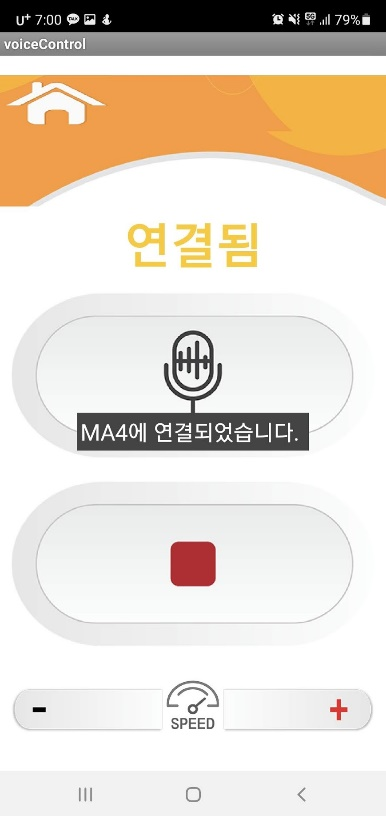 U+ 7:00 79%
voiceControl
연결됨
MA4에 연결되었습니다.
-
+
SPEED